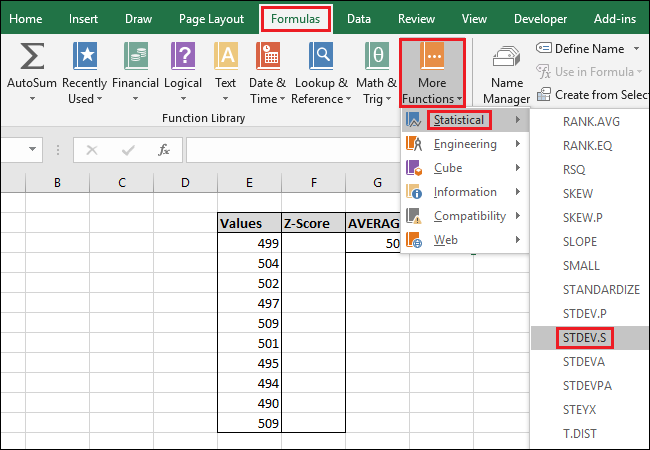 Home Insert Draw Page Layout Formulas Data Review View Developer Add-ins
AutoSum Recently Used Financial Logical Text Date & Time Lookup & Reference Math & Trig More Functions Name Manager
Define Name
Use in Formula
Create from Selec
Function Library
Statistical
Engineering
Cube
Information
Compatibility
Web
RANK.AVG
RANK.EQ
RSQ
SKEW
SKEW.P
SLOPE
SMALL
STANDARDIZE
STDEV.P
STDEV.S
STDEVA
STDEVPA
STEYX
T.DIST
fx
B C D E F G
Values Z-Score AVERAG
499 50
504
502
497
509
501
495
494
490
509